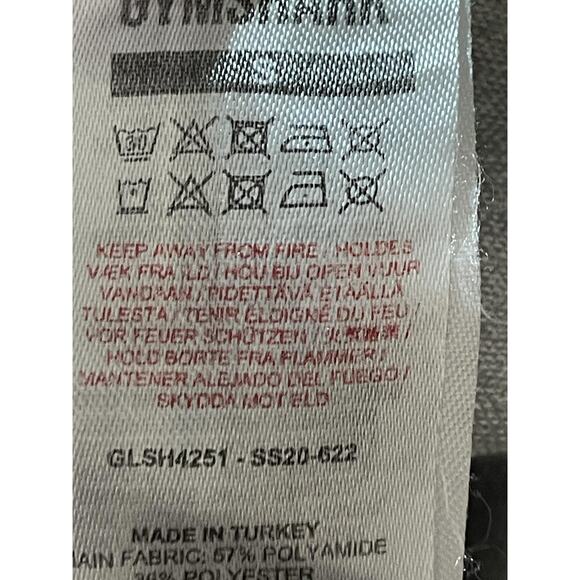 GYMSHARK
S
30
KEEP AWAY FROM FIRE / HOLDES
VÆK FRA ILD / HOU BIJ OPEN VUUR
VANDAAN / PIDETTÄVÄ ETÄÄLLÄ
TULESTA / TENIR ÉLOIGNÉ DU FEU /
VOR FEUER SCHÜTZEN /
HOLD BORTE FRA FLAMMER /
MANTENER ALEJADO DEL FUEGO /
SKYDDA MOT ELD
GLSH4251 - SS20-622
MADE IN TURKEY
MAIN FABRIC: 57% POLYAMIDE
POLYESTER